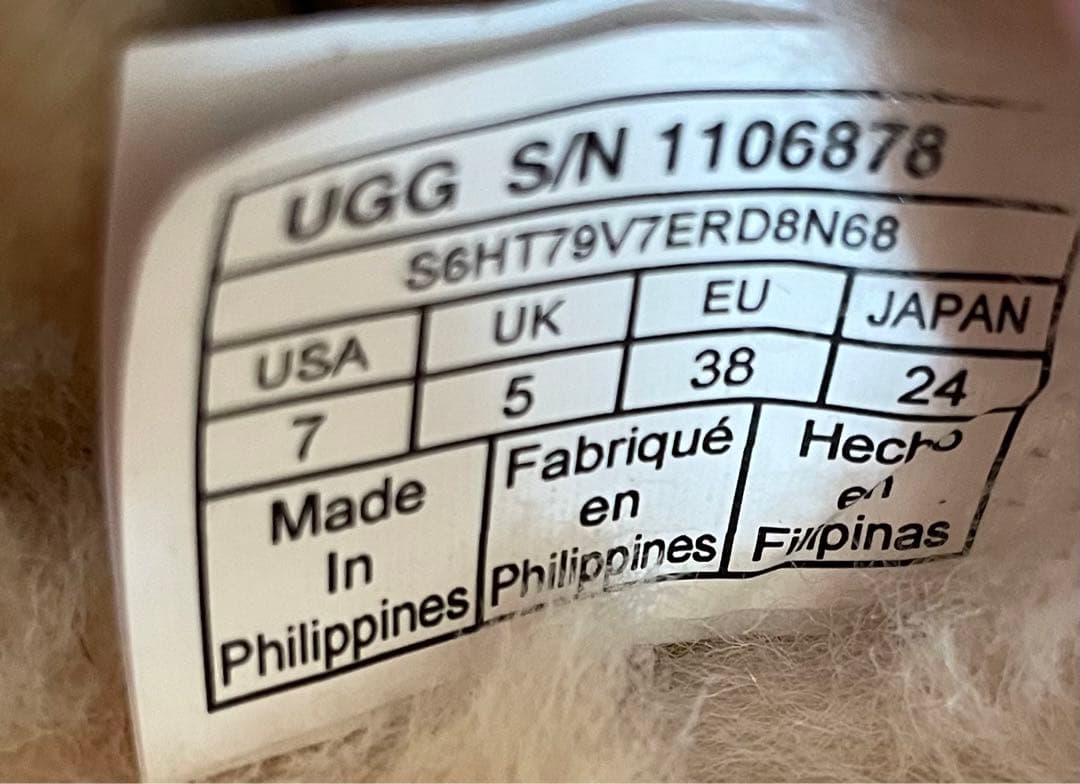 UGG S/N 1106878
S6HT79V7ERD8N68
USA UK EU JAPAN
7 5 38 24
Made
In
Philippines
Fabriqué
en
Philippines
Hecho
en
Filipinas